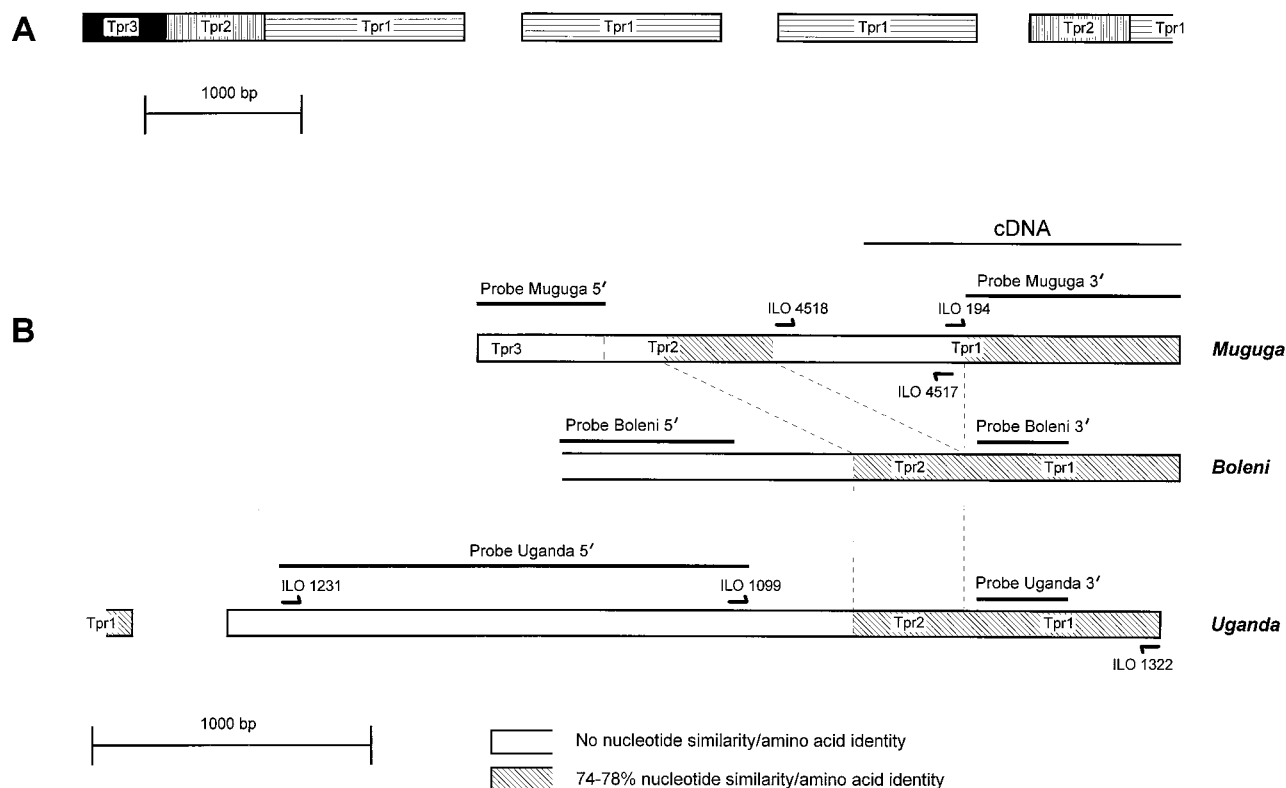 A
Tpr3 Tpr2 Tpr1 Tpr1 Tpr1 Tpr2 Tpr1
1000 bp
cDNA
Probe Muguga 5′ Probe Muguga 3′
B
ILO 4518 ILO 194
Tpr3 Tpr2 Tpr1 Muguga
ILO 4517
Probe Boleni 5′ Probe Boleni 3′
Tpr2 Tpr1 Boleni
Probe Uganda 5′
ILO 1231 ILO 1099 Probe Uganda 3′
Tpr1 Tpr2 Tpr1 Uganda
ILO 1322
1000 bp
No nucleotide similarity/amino acid identity
74-78% nucleotide similarity/amino acid identity